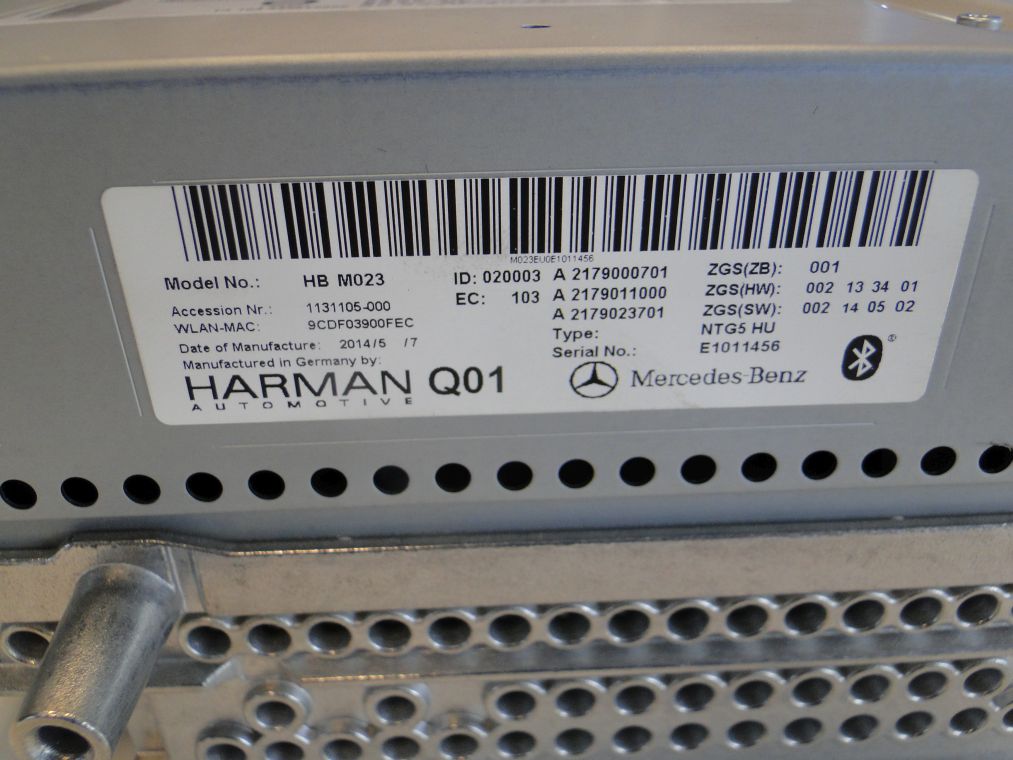 M023EU0E1011456
Model No.: HB M023 ID: 020003 A 2179000701 ZGS(ZB): 001
EC: 103 A 2179011000 ZGS(HW): 002 13 34 01
Accession Nr.: 1131105-000 A 2179023701 ZGS(SW): 002 14 05 02
WLAN-MAC: 9CDF03900FEC Type: NTG5 HU
Date of Manufacture: 2014/5 /7 Serial No.: E1011456
Manufactured in Germany by:
HARMAN Q01 Mercedes-Benz ®
AUTOMOTIVE